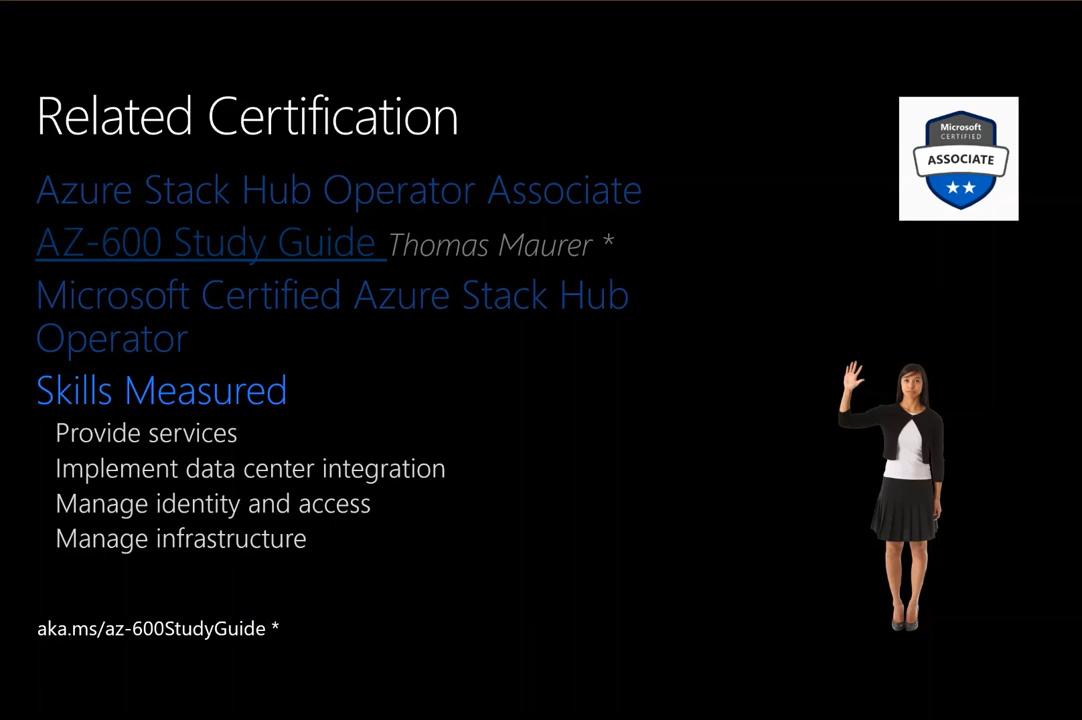 Related Certification
Microsoft
CERTIFIED
ASSOCIATE
Azure Stack Hub Operator Associate
AZ-600 Study Guide Thomas Maurer *
Microsoft Certified Azure Stack Hub
Operator
Skills Measured
Provide services
Implement data center integration
Manage identity and access
Manage infrastructure
aka.ms/az-600StudyGuide *